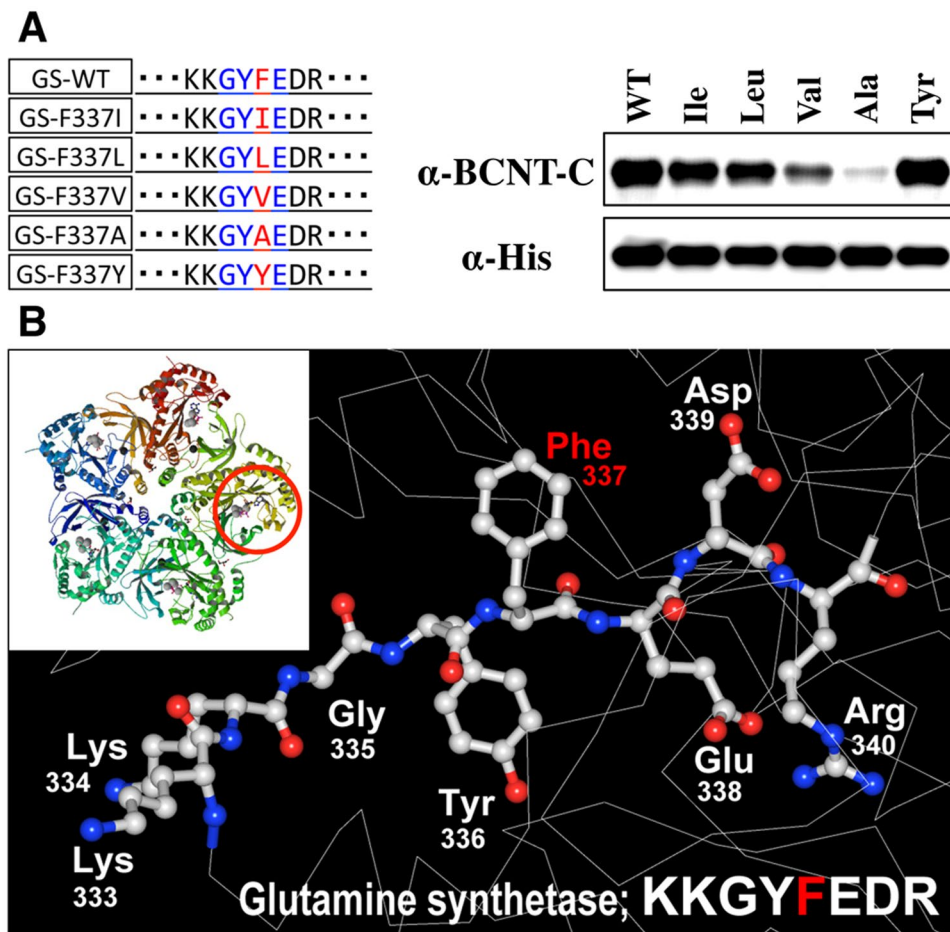 A
GS-WT ···KKGYFEDR···
GS-F337I ···KKGYIEDR···
GS-F337L ···KKGYLEDR···
GS-F337V ···KKGYVEDR···
GS-F337A ···KKGYAEDR···
GS-F337Y ···KKGYYEDR···
WT Ile Leu Val Ala Tyr
α-BCNT-C
α-His
B
Asp
339
Phe
337
Gly
335
Lys
334
Lys
333
Tyr
336
Glu
338
Arg
340
Glutamine synthetase; KKGYFEDR